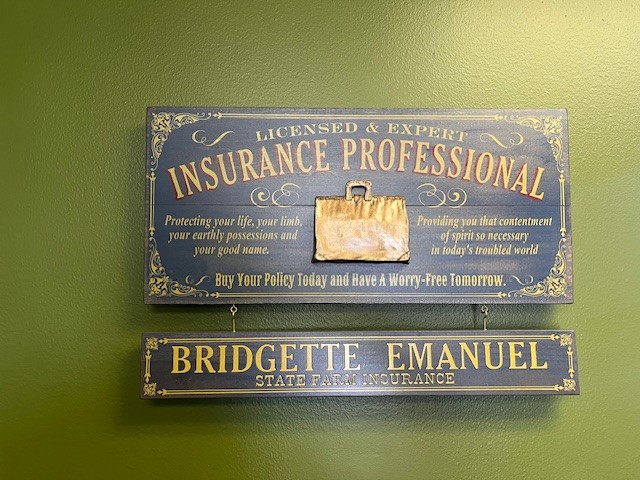 LICENSED & EXPERT
INSURANCE PROFESSIONAL
Protecting your life, your limb,
your earthly possessions and
your good name.
Providing you that contentment
of spirit so necessary
in today's troubled world
Buy Your Policy Today and Have A Worry-Free Tomorrow.
BRIDGETTE EMANUEL
STATE FARM INSURANCE